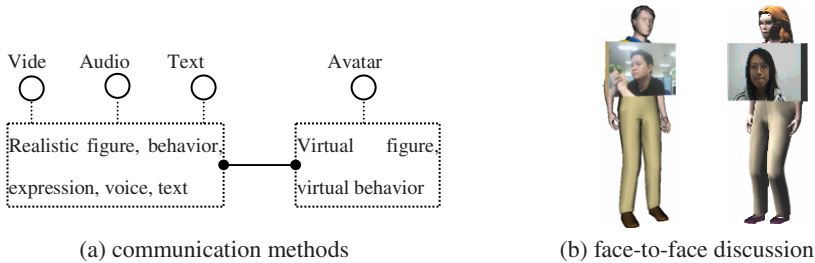 Vide Audio Text Avatar
Realistic figure, behavior,
expression, voice, text
Virtual figure,
virtual behavior
(a) communication methods
(b) face-to-face discussion